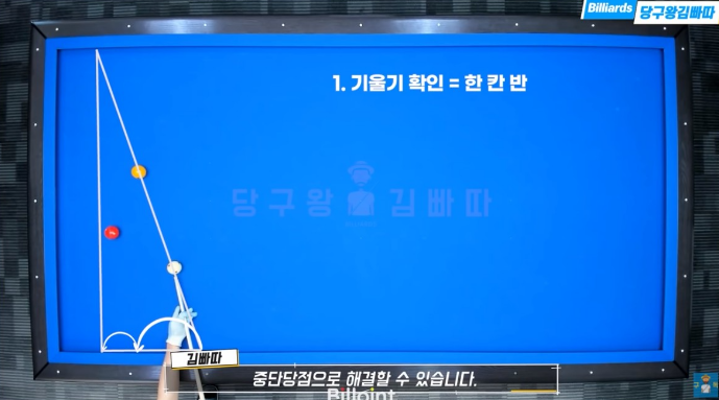 Billiards
당구왕김빠따
1. 기울기 확인 = 한 칸 반
당구왕 김빠따
김빠따
중단당점으로 해결할 수 있습니다.
Billpoint